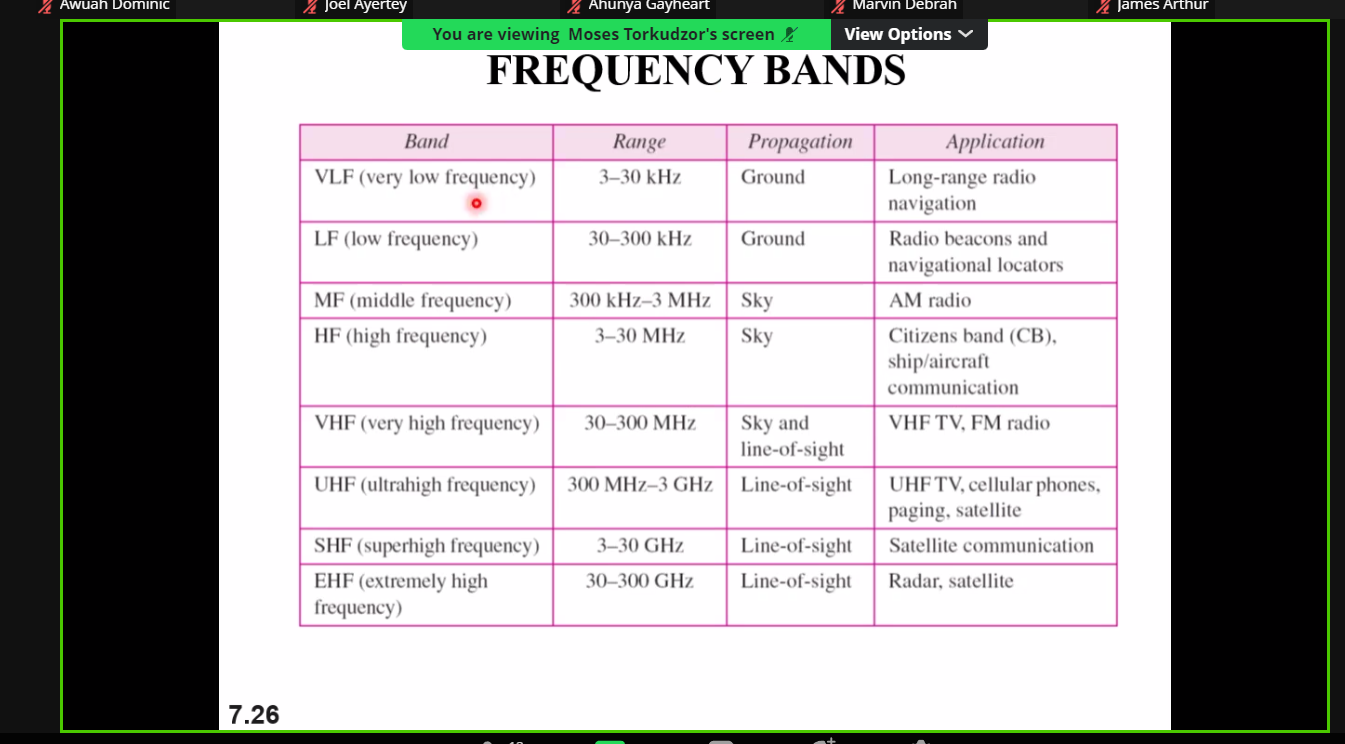 Awuah Dominic
Joel Ayertey
Ahunya Gayheart
Marvin Debrah
James Arthur
You are viewing Moses Torkudzor's screen
View Options
FREQUENCY BANDS
Band Range Propagation Application
VLF (very low frequency) 3–30 kHz Ground Long-range radio
navigation
LF (low frequency) 30–300 kHz Ground Radio beacons and
navigational locators
MF (middle frequency) 300 kHz–3 MHz Sky AM radio
HF (high frequency) 3–30 MHz Sky Citizens band (CB),
ship/aircraft
communication
VHF (very high frequency) 30–300 MHz Sky and VHF TV, FM radio
line-of-sight
UHF (ultrahigh frequency) 300 MHz–3 GHz Line-of-sight UHF TV, cellular phones,
paging, satellite
SHF (superhigh frequency) 3–30 GHz Line-of-sight Satellite communication
EHF (extremely high 30–300 GHz Line-of-sight Radar, satellite
frequency)
7.26